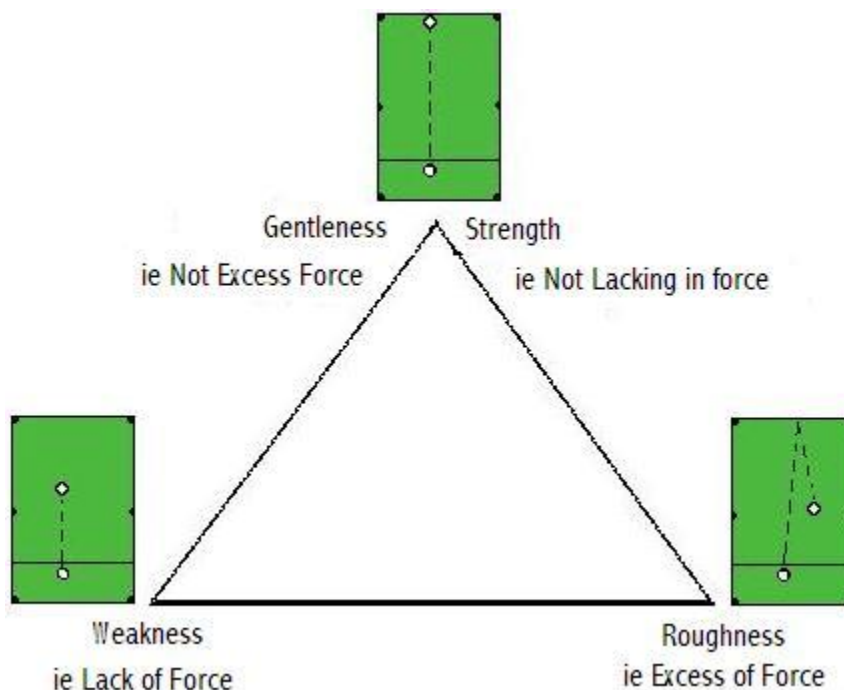 Gentleness
Strength
ie Not Excess Force
ie Not Lacking in force
Weakness
ie Lack of Force
Roughness
ie Excess of Force